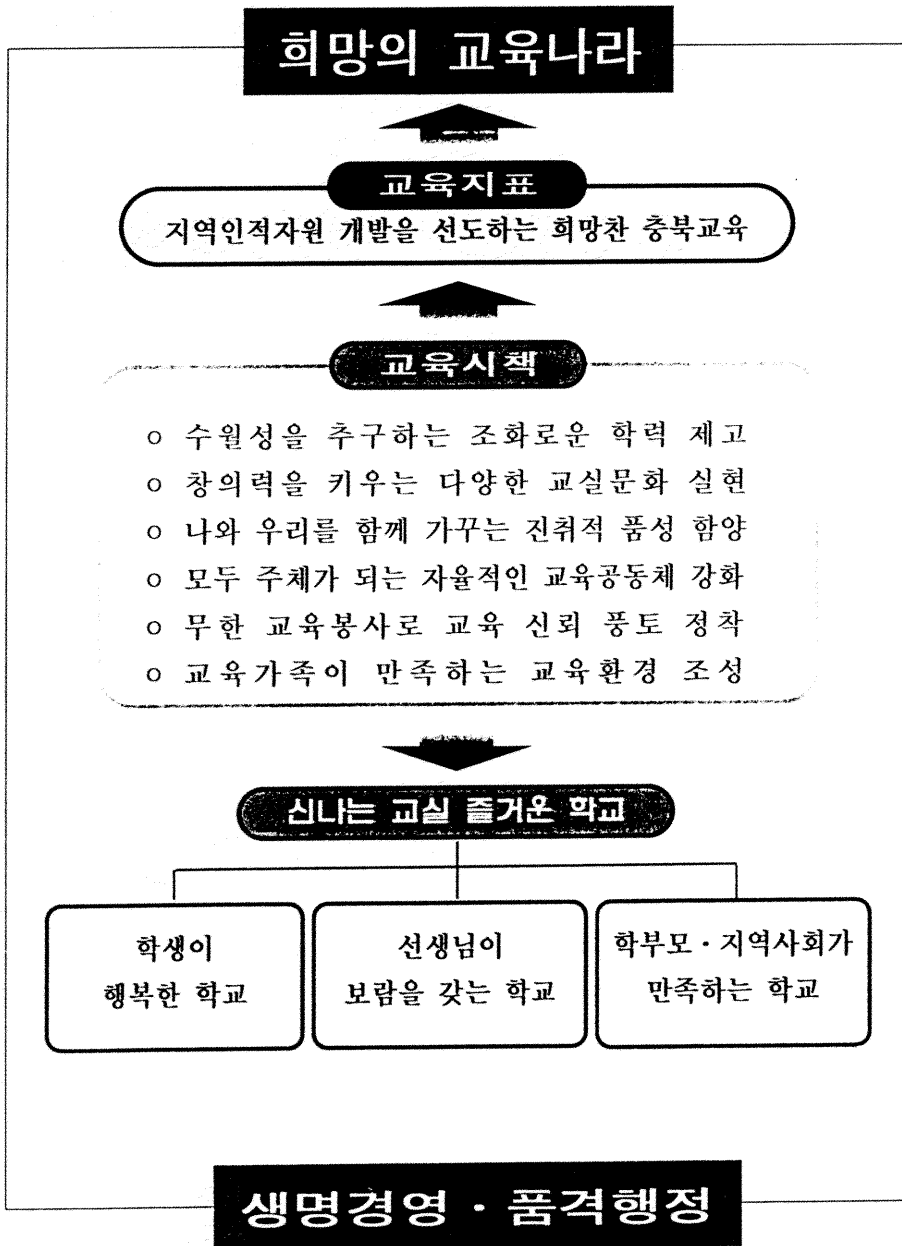 희망의 교육나라
교육지표
지역인적자원 개발을 선도하는 희망찬 충북교육
교육시책
o 수월성을 추구하는 조화로운 학력 제고
o 창의력을 키우는 다양한 교실문화 실현
o 나와 우리를 함께 가꾸는 진취적 품성 함양
o 모두 주체가 되는 자율적인 교육공동체 강화
o 무한 교육봉사로 교육 신뢰 풍토 정착
o 교육가족이 만족하는 교육환경 조성
신나는 교실 즐거운 학교
학생이
행복한 학교
선생님이
보람을 갖는 학교
학부모·지역사회가
만족하는 학교
생명경영·품격행정